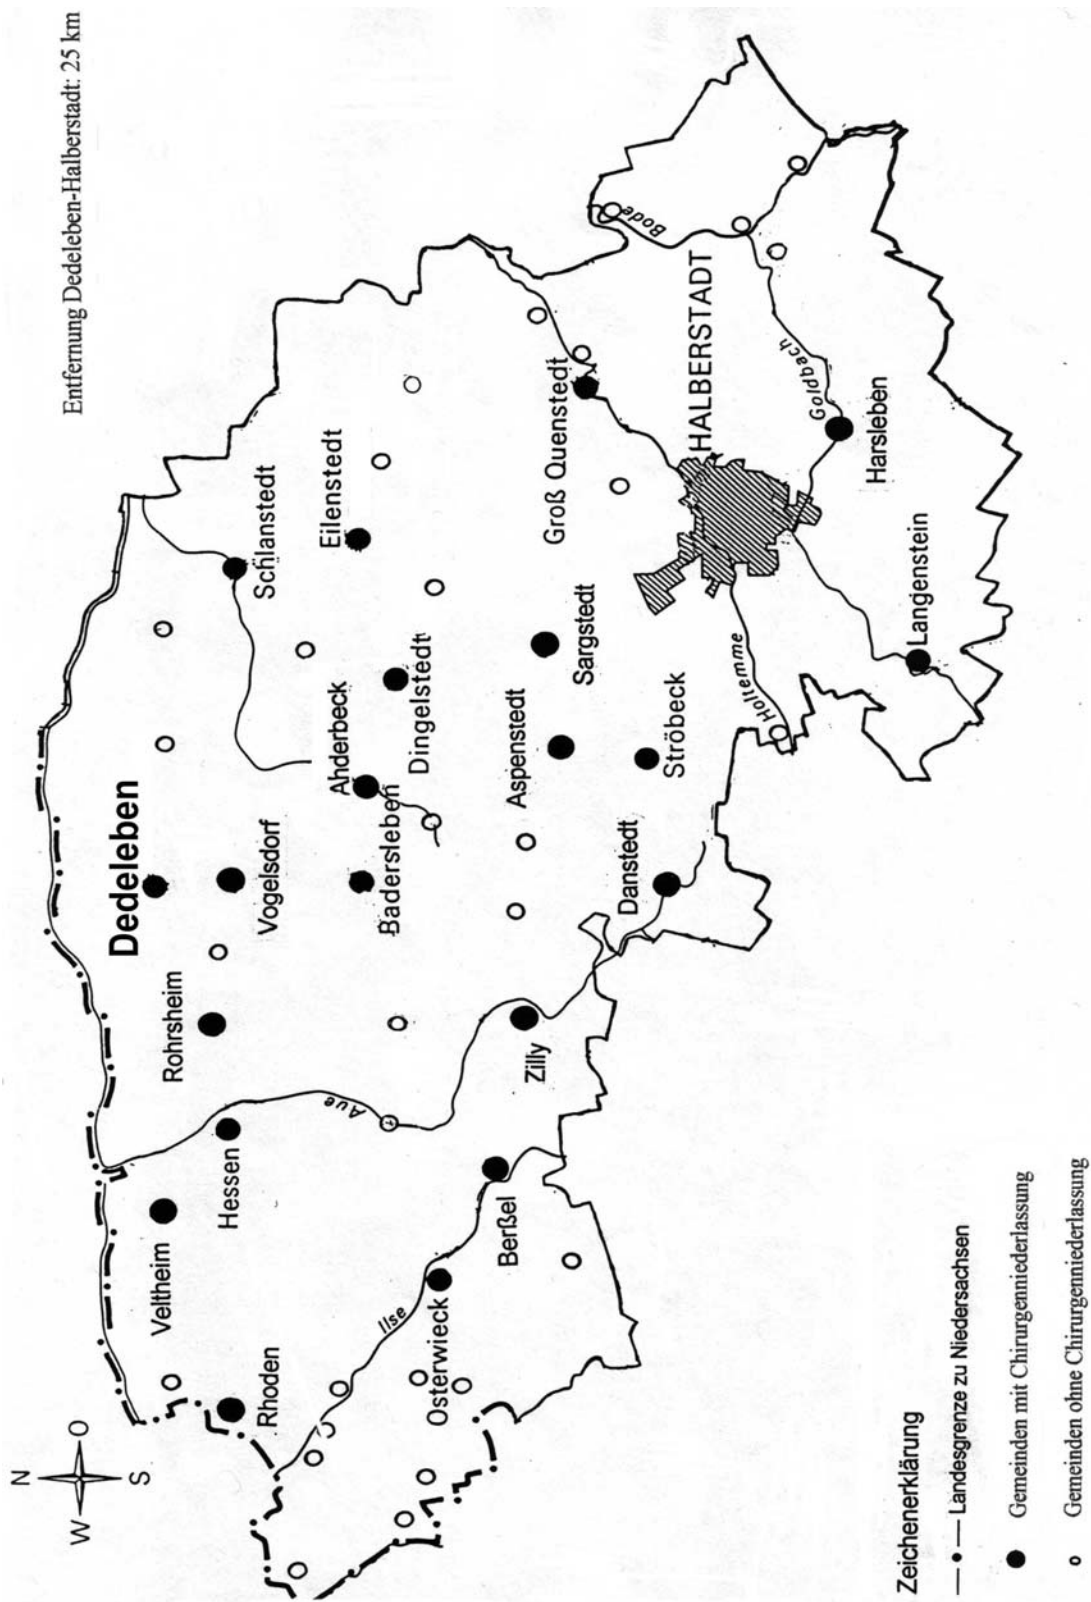 Entfernung Dedeleben-Halberstadt: 25 km
N
W
O
S
Veltheim
Rhoden
Hessen
Rohrsheim
Dedeleben
Vogelsdorf
Schlanstedt
Badersleben
Ahderbeck
Dingelstedt
Eilenstedt
Aue
Ilse
Osterwieck
Berßel
Zilly
Danstedt
Aspenstedt
Ströbeck
Sargstedt
Groß Quenstedt
HALBERSTADT
Bode
Holtemme
Goldbach
Harsleben
Langenstein
Zeichenerklärung
Landesgrenze zu Niedersachsen
Gemeinden mit Chirurgenniederlassung
Gemeinden ohne Chirurgenniederlassung